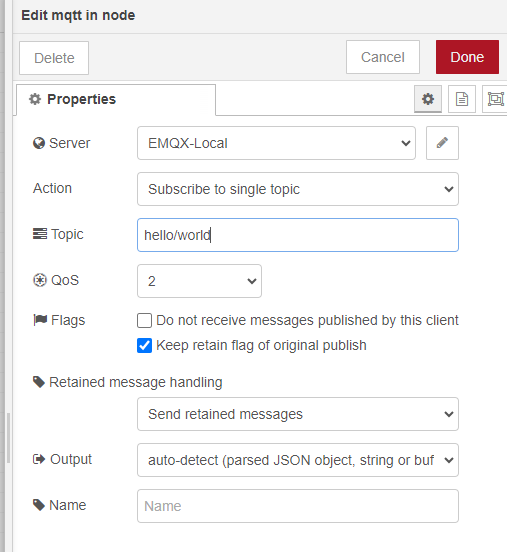 Edit mqtt in node
Delete Cancel Done
Properties
Server EMQX-Local
Action Subscribe to single topic
Topic hello/world
QoS 2
Flags Do not receive messages published by this client
Keep retain flag of original publish
Retained message handling
Send retained messages
Output auto-detect (parsed JSON object, string or buf
Name Name